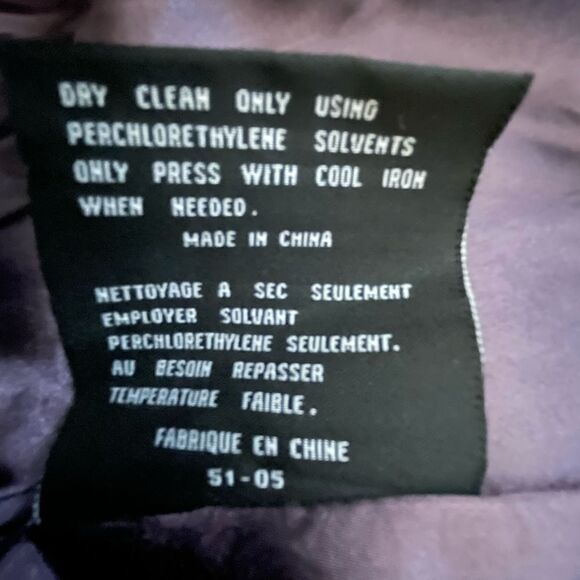 DRY CLEAN ONLY USING
PERCHLORETHYLENE SOLVENTS
ONLY PRESS WITH COOL IRON
WHEN NEEDED.
MADE IN CHINA
NETTOYAGE A SEC SEULEMENT
EMPLOYER SOLVANT
PERCHLORETHYLENE SEULEMENT.
AU BESOIN REPASSER
TEMPERATURE FAIBLE.
FABRIQUE EN CHINE
51-05